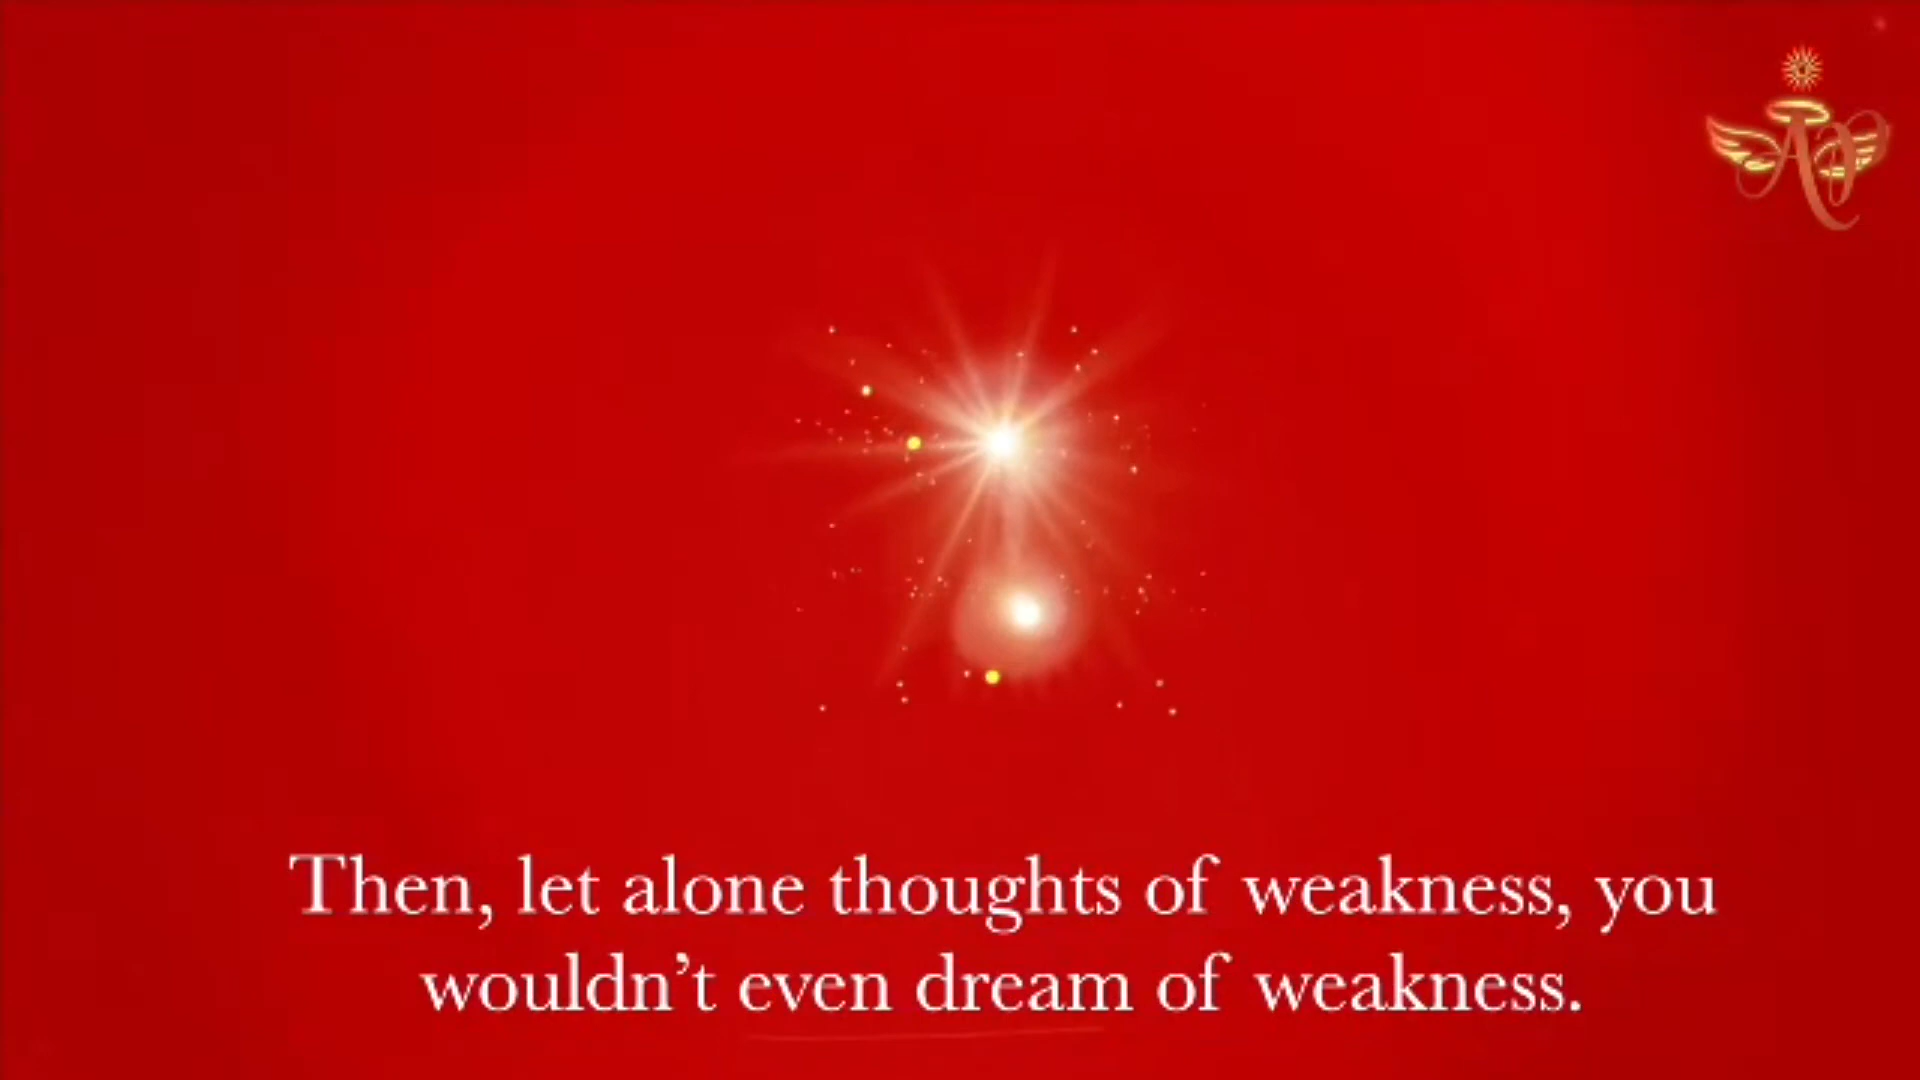 Then, let alone thoughts of weakness, you
wouldn’t even dream of weakness.